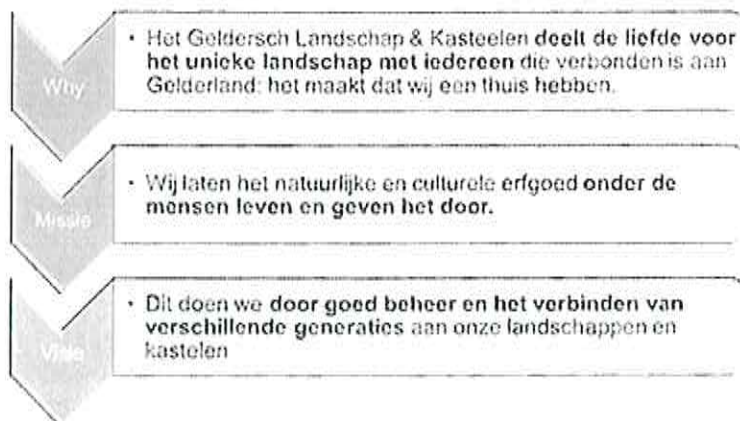 Why
• Het Geldersch Landschap & Kasteelen deelt de liefde voor
het unieke landschap met iedereen die verbonden is aan
Gelderland: het maakt dat wij een thuis hebben.
Missie
• Wij laten het natuurlijke en culturele erfgoed onder de
mensen leven en geven het door.
Visie
• Dit doen we door goed beheer en het verbinden van
verschillende generaties aan onze landschappen en
kastelen